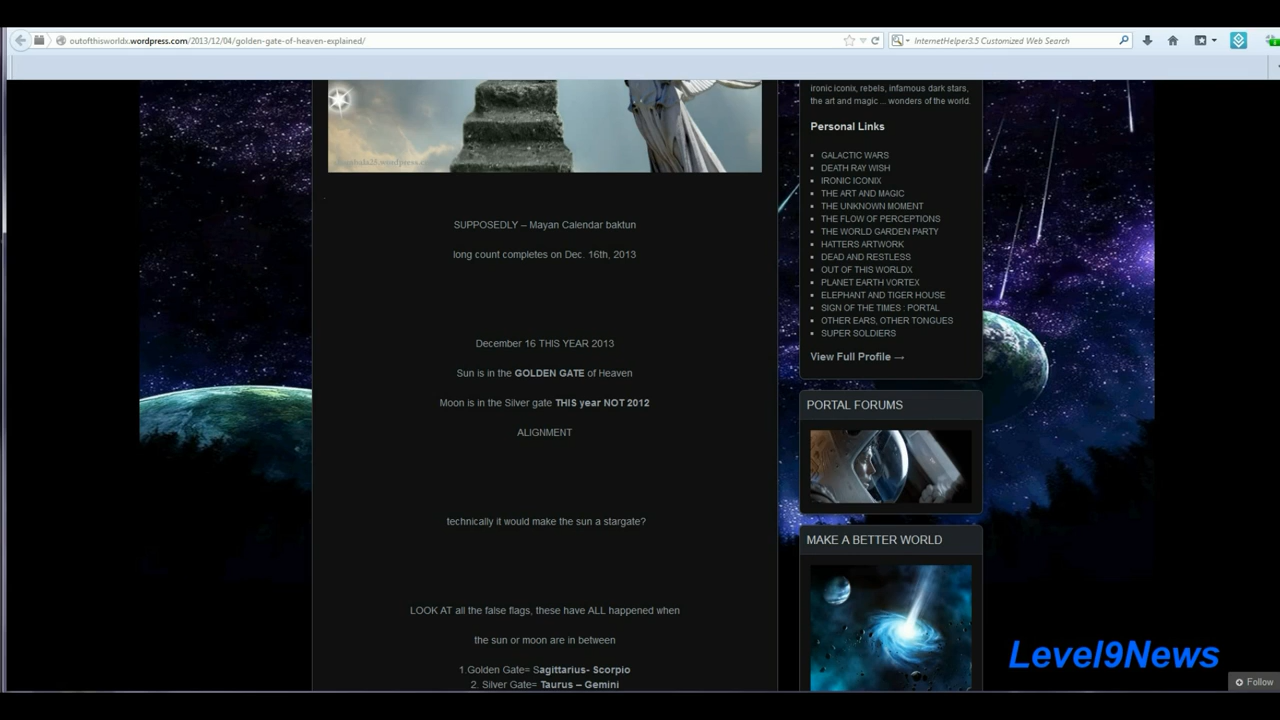 outofthisworldx.wordpress.com/2013/12/04/golden-gate-of-heaven-explained/
InternetHelper3.5 Customized Web Search
SUPPOSEDLY – Mayan Calendar baktun
long count completes on Dec. 16th, 2013
December 16 THIS YEAR 2013
Sun is in the GOLDEN GATE of Heaven
Moon is in the Silver gate THIS year NOT 2012
ALIGNMENT
technically it would make the sun a stargate?
LOOK AT all the false flags, these have ALL happened when
the sun or moon are in between
1.Golden Gate= Sagittarius- Scorpio
2. Silver Gate= Taurus – Gemini
ironic iconix, rebels, infamous dark stars,
the art and magic ... wonders of the world.
Personal Links
GALACTIC WARS
DEATH RAY WISH
IRONIC ICONIX
THE ART AND MAGIC
THE UNKNOWN MOMENT
THE FLOW OF PERCEPTIONS
THE WORLD GARDEN PARTY
HATTERS ARTWORK
DEAD AND RESTLESS
OUT OF THIS WORLDX
PLANET EARTH VORTEX
ELEPHANT AND TIGER HOUSE
SIGN OF THE TIMES : PORTAL
OTHER EARS, OTHER TONGUES
SUPER SOLDIERS
View Full Profile →
PORTAL FORUMS
MAKE A BETTER WORLD
Level9News
Follow